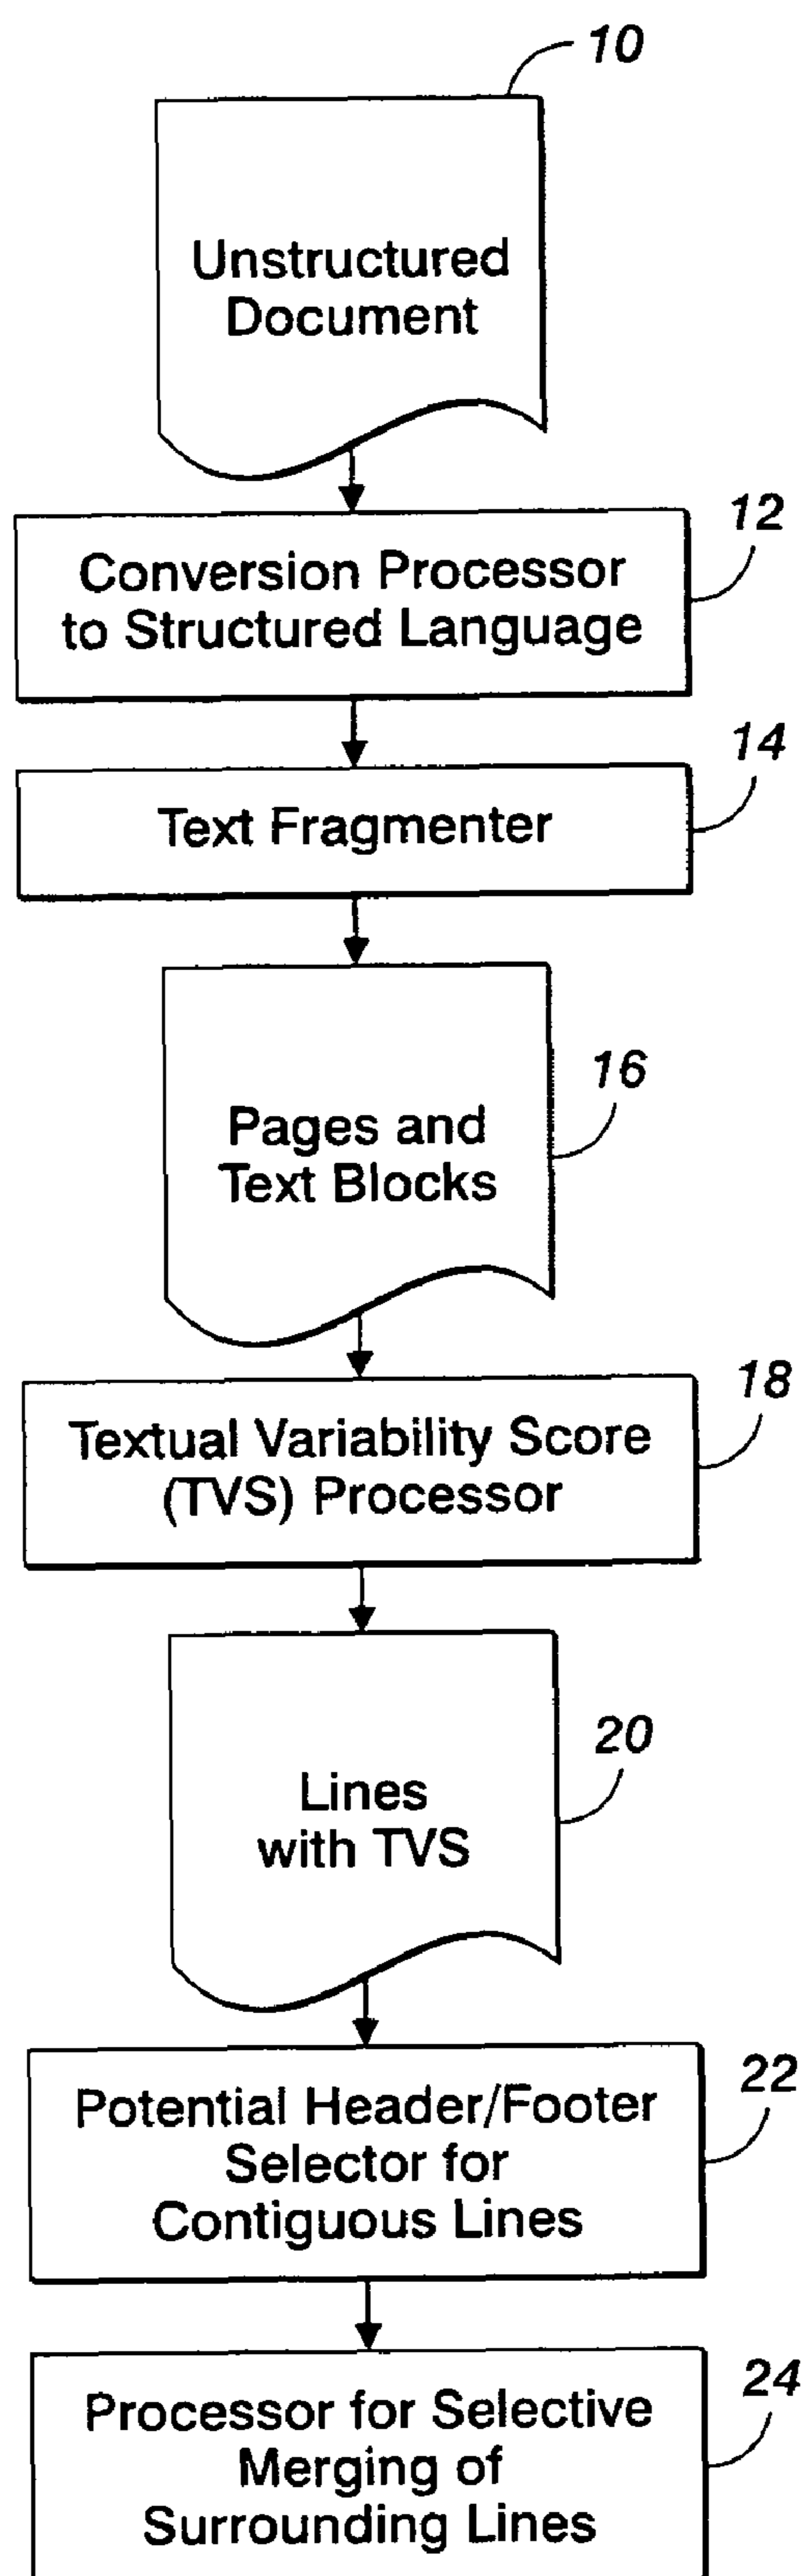 10
Unstructured
Document
12
Conversion Processor
to Structured Language
14
Text Fragmenter
16
Pages and
Text Blocks
18
Textual Variability Score
(TVS) Processor
20
Lines
with TVS
22
Potential Header/Footer
Selector for
Contiguous Lines
24
Processor for Selective
Merging of
Surrounding Lines